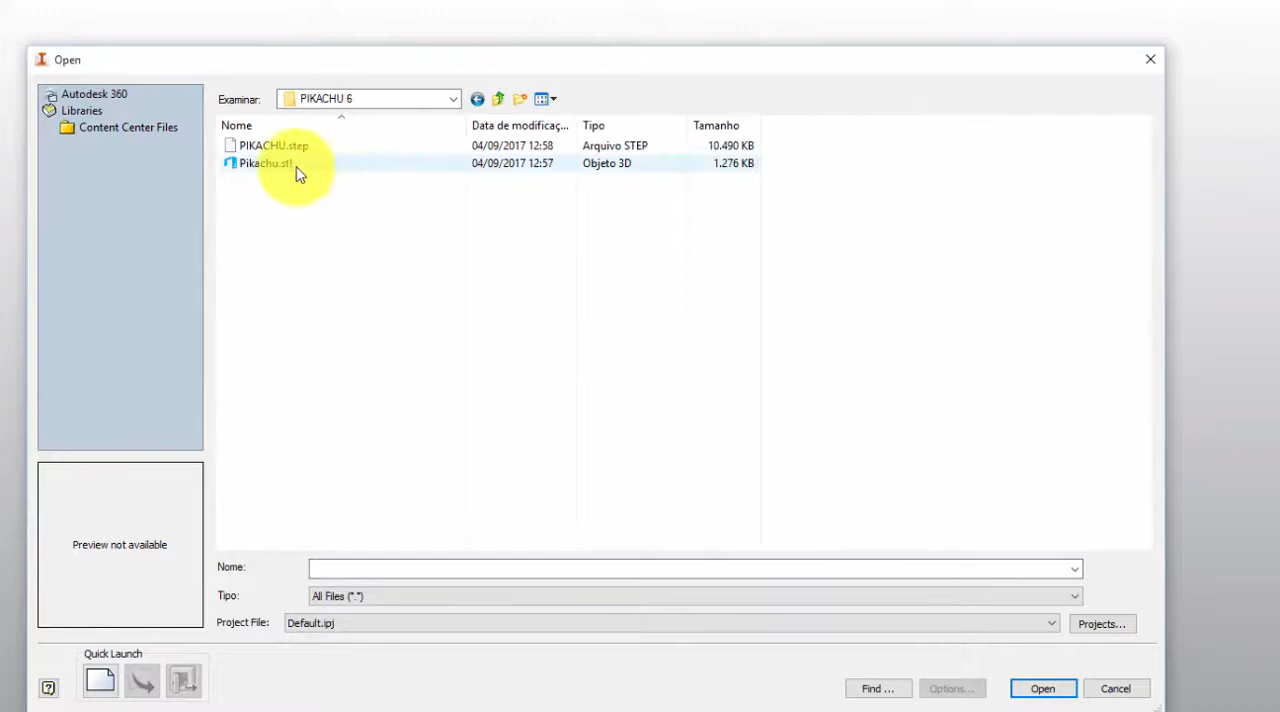 Open
Autodesk 360
Libraries
Content Center Files
Examinar: PIKACHU 6
Nome Data de modificaç... Tipo Tamanho
PIKACHU.step 04/09/2017 12:58 Arquivo STEP 10.490 KB
Pikachu.stl 04/09/2017 12:57 Objeto 3D 1.276 KB
Preview not available
Nome:
Tipo: All Files (*.*)
Project File: Default.ipj Projects...
Quick Launch
Find ... Options... Open Cancel